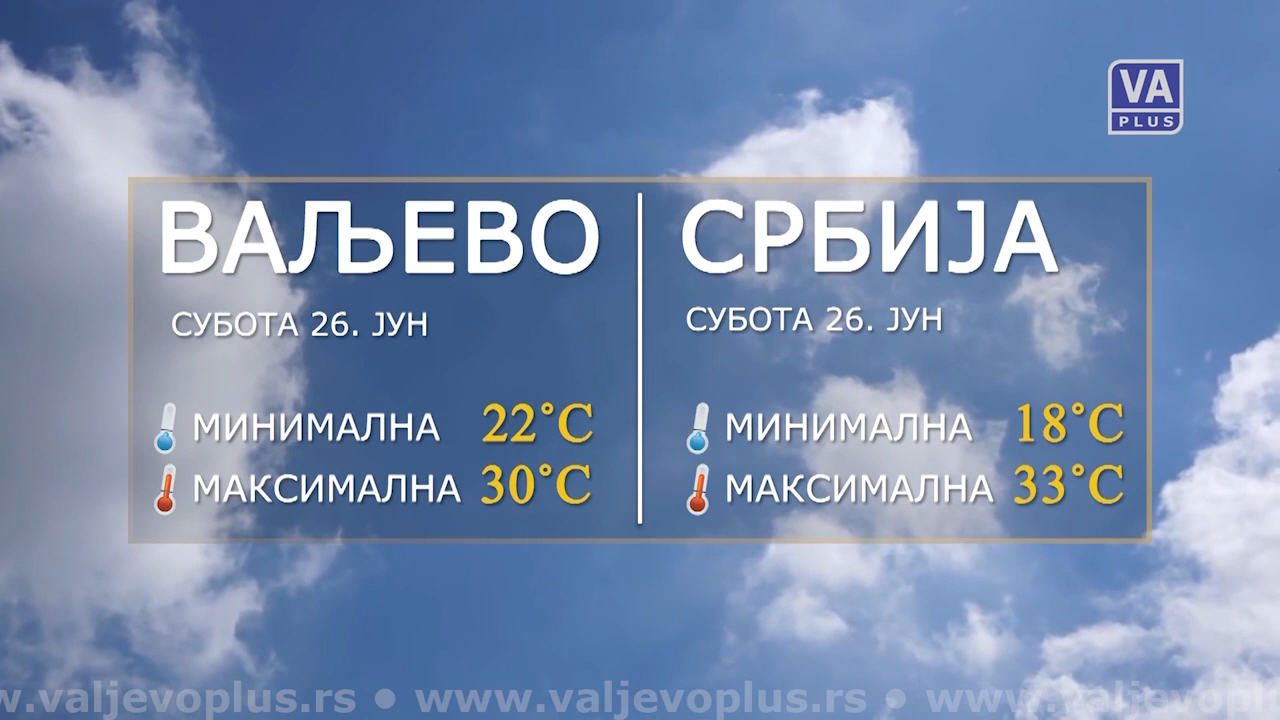 VA
PLUS
ВАЉЕВО
СУБОТА 26. ЈУН
МИНИМАЛНА 22°C
МАКСИМАЛНА 30°C
СРБИЈА
СУБОТА 26. ЈУН
МИНИМАЛНА 18°C
МАКСИМАЛНА 33°C
w.valjevoplus.rs ● www.valjevoplus.rs ● www.valjevoplus